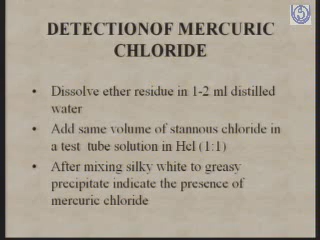 DETECTIONOF MERCURIC
CHLORIDE
• Dissolve ether residue in 1-2 ml distilled
water
• Add same volume of stannous chloride in
a test tube solution in Hcl (1:1)
• After mixing silky white to greasy
precipitate indicate the presence of
mercuric chloride